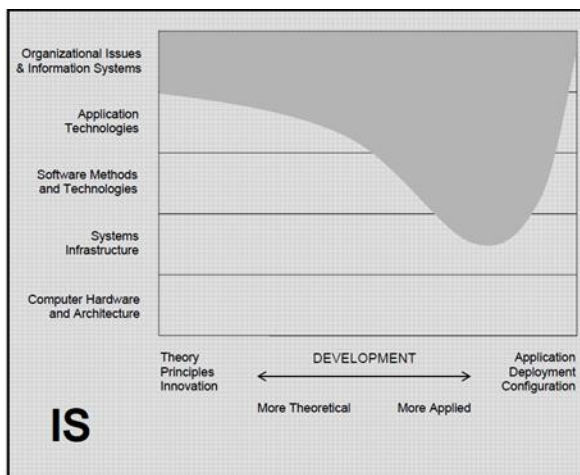 Organizational Issues
& Information Systems
Application
Technologies
Software Methods
and Technologies
Systems
Infrastructure
Computer Hardware
and Architecture
Theory
Principles
Innovation
DEVELOPMENT
Application
Deployment
Configuration
More Theoretical
More Applied
IS